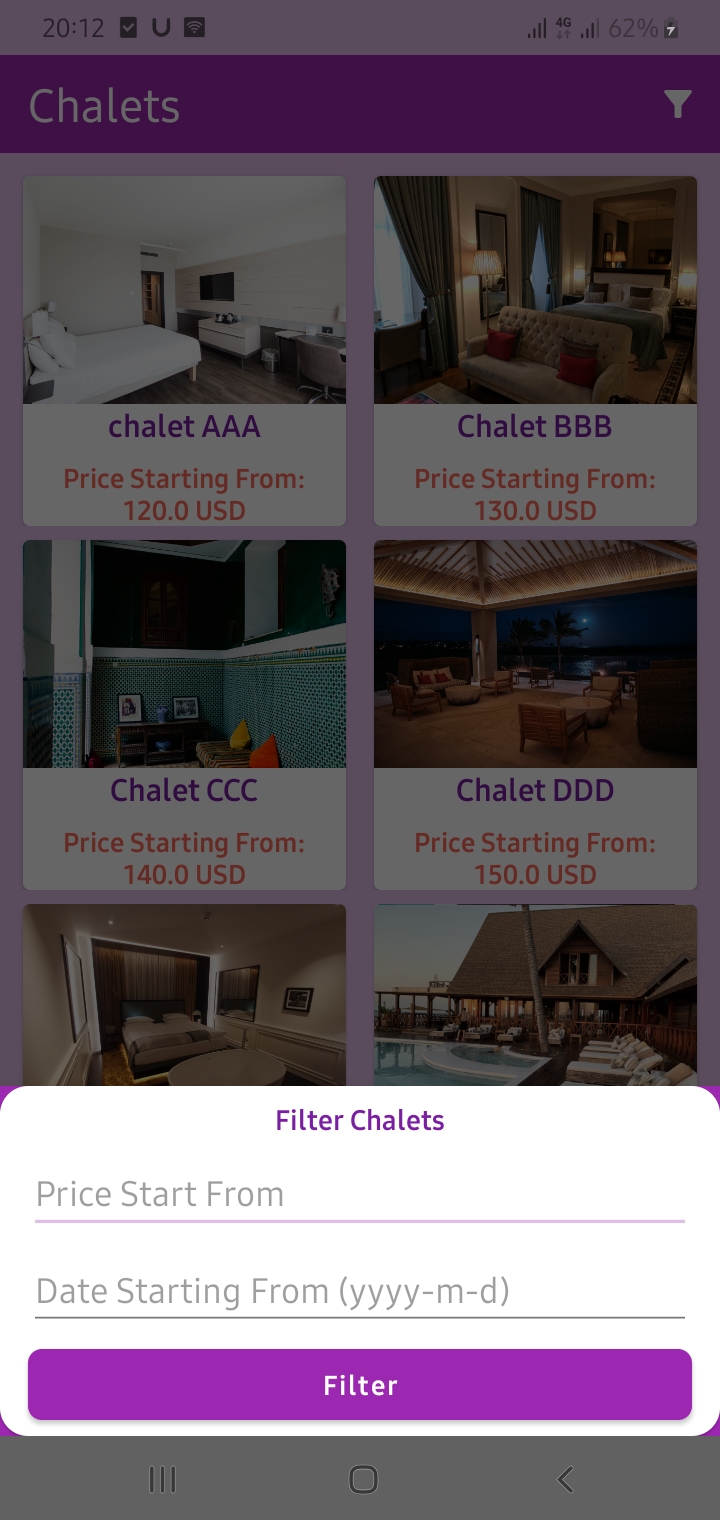 20:12
4G
62%
Chalets
chalet AAA
Price Starting From:
120.0 USD
Chalet BBB
Price Starting From:
130.0 USD
Chalet CCC
Price Starting From:
140.0 USD
Chalet DDD
Price Starting From:
150.0 USD
Filter Chalets
Price Start From
Date Starting From (yyyy-m-d)
Filter